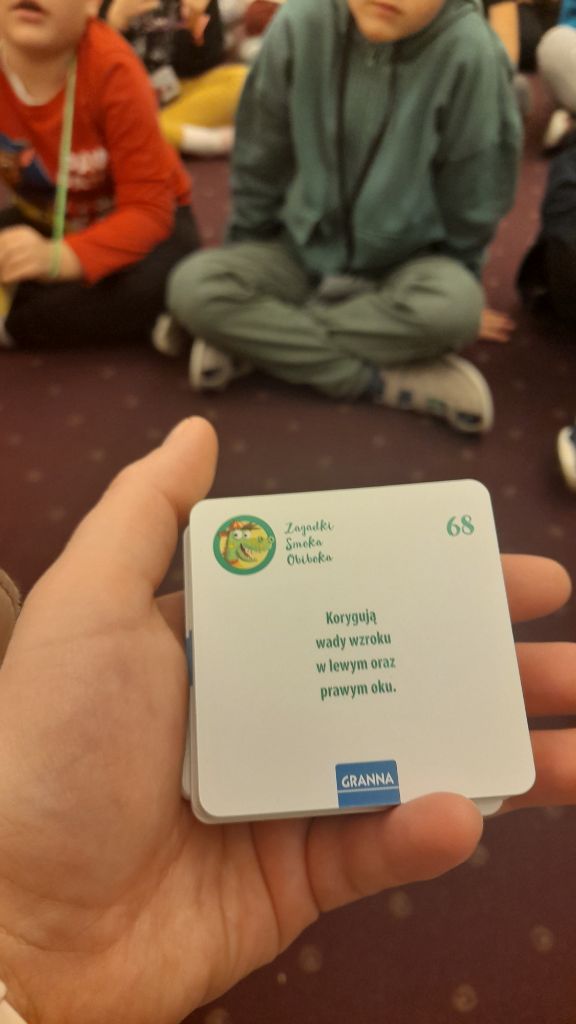 Zagadki
Smoka
Obiboka
68
Korygują
wady wzroku
w lewym oraz
prawym oku.
GRANNA